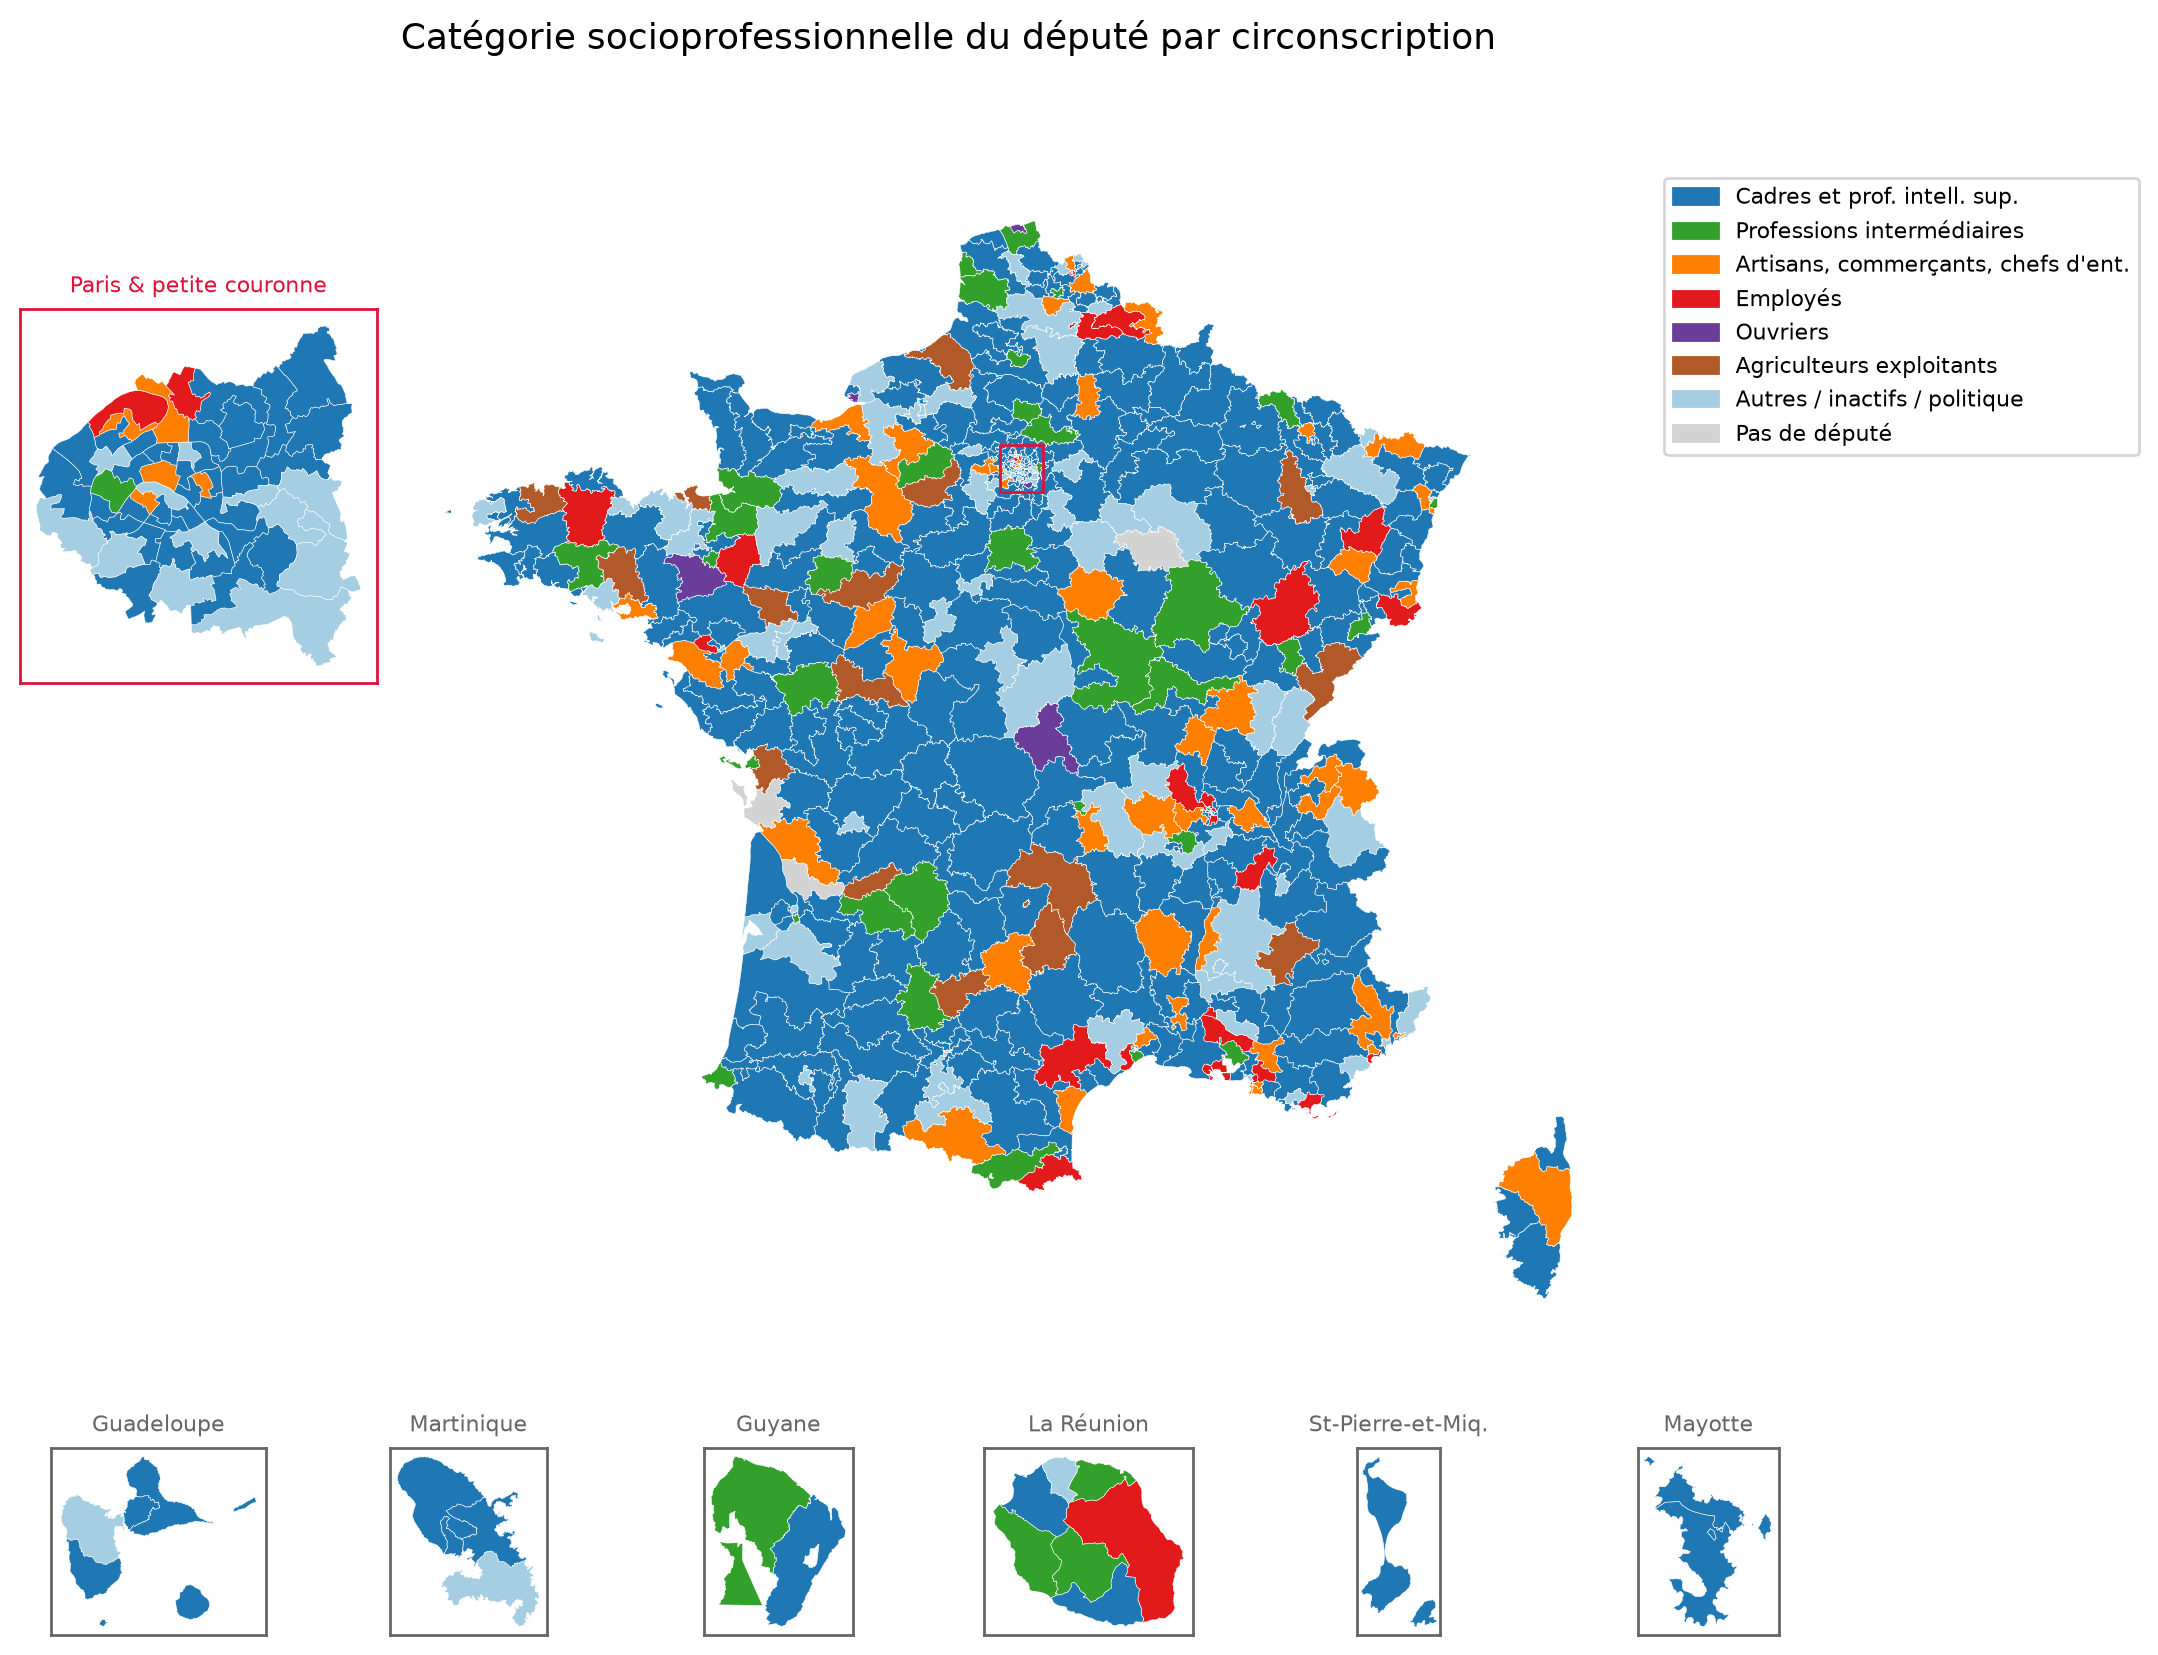 Catégorie socioprofessionnelle du député par circonscription
Cadres et prof. intell. sup.
Professions intermédiaires
Artisans, commerçants, chefs d'ent.
Employés
Ouvriers
Agriculteurs exploitants
Autres / inactifs / politique
Pas de député
Paris & petite couronne
Guadeloupe
Martinique
Guyane
La Réunion
St-Pierre-et-Miq.
Mayotte